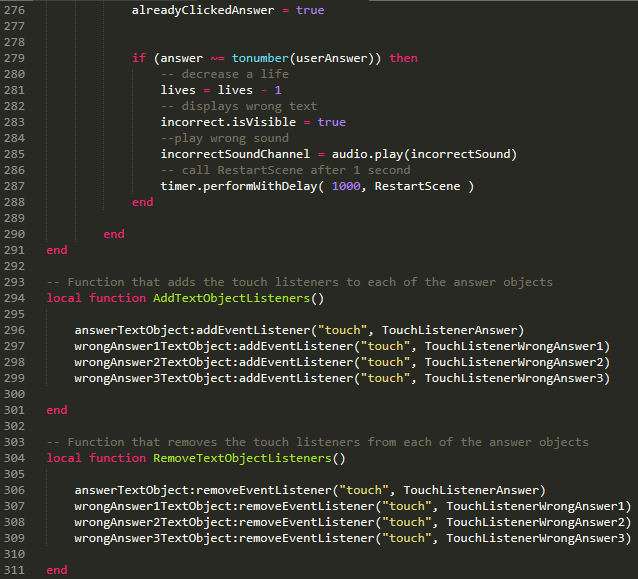 276 alreadyClickedAnswer = true
277
278
279 if (answer ~= tonumber(userAnswer)) then
280 -- decrease a life
281 lives = lives - 1
282 -- displays wrong text
283 incorrect.isVisible = true
284 --play wrong sound
285 incorrectSoundChannel = audio.play(incorrectSound)
286 -- call RestartScene after 1 second
287 timer.performWithDelay( 1000, RestartScene )
288 end
289
290 end
291 end
292
293 -- Function that adds the touch listeners to each of the answer objects
294 local function AddTextObjectListeners()
295
296 answerTextObject:addEventListener("touch", TouchListenerAnswer)
297 wrongAnswer1TextObject:addEventListener("touch", TouchListenerWrongAnswer1)
298 wrongAnswer2TextObject:addEventListener("touch", TouchListenerWrongAnswer2)
299 wrongAnswer3TextObject:addEventListener("touch", TouchListenerWrongAnswer3)
300
301 end
302
303 -- Function that removes the touch listeners from each of the answer objects
304 local function RemoveTextObjectListeners()
305
306 answerTextObject:removeEventListener("touch", TouchListenerAnswer)
307 wrongAnswer1TextObject:removeEventListener("touch", TouchListenerWrongAnswer1)
308 wrongAnswer2TextObject:removeEventListener("touch", TouchListenerWrongAnswer2)
309 wrongAnswer3TextObject:removeEventListener("touch", TouchListenerWrongAnswer3)
310
311 end